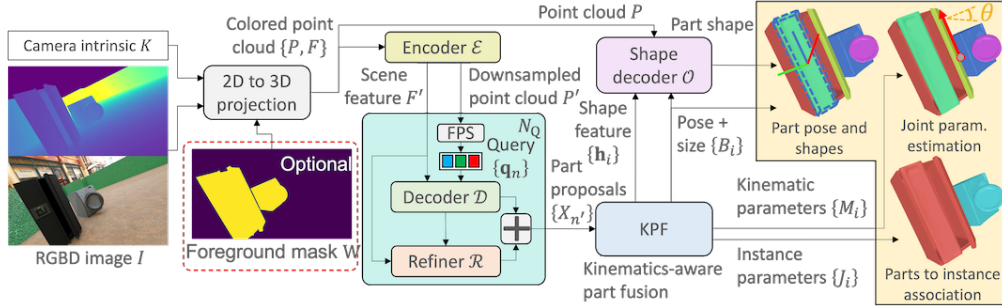 Camera intrinsic K
RGBD image I
2D to 3D
projection
Optional
Foreground mask W
Colored point
cloud {P, F}
Encoder ℰ
Scene
feature F′
Downsampled
point cloud P′
FPS
N_Q
Query
{q_n}
Decoder 𝒟
Refiner ℛ
Part
proposals
{X_n′}
Point cloud P
Shape
decoder 𝒪
Part shape
Shape
feature
{h_i}
Pose +
size {B_i}
KPF
Kinematics-aware
part fusion
Kinematic
parameters {M_i}
Instance
parameters {J_i}
Part pose and
shapes
θ
Joint param.
estimation
Parts to instance
association